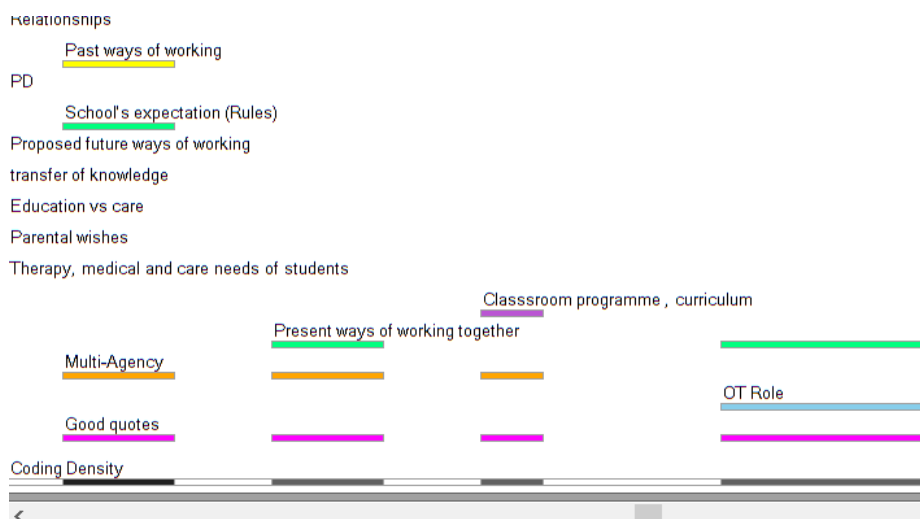 Relationships
Past ways of working
PD
School's expectation (Rules)
Proposed future ways of working
transfer of knowledge
Education vs care
Parental wishes
Therapy, medical and care needs of students
Classsroom programme , curriculum
Present ways of working together
Multi-Agency
OT Role
Good quotes
Coding Density